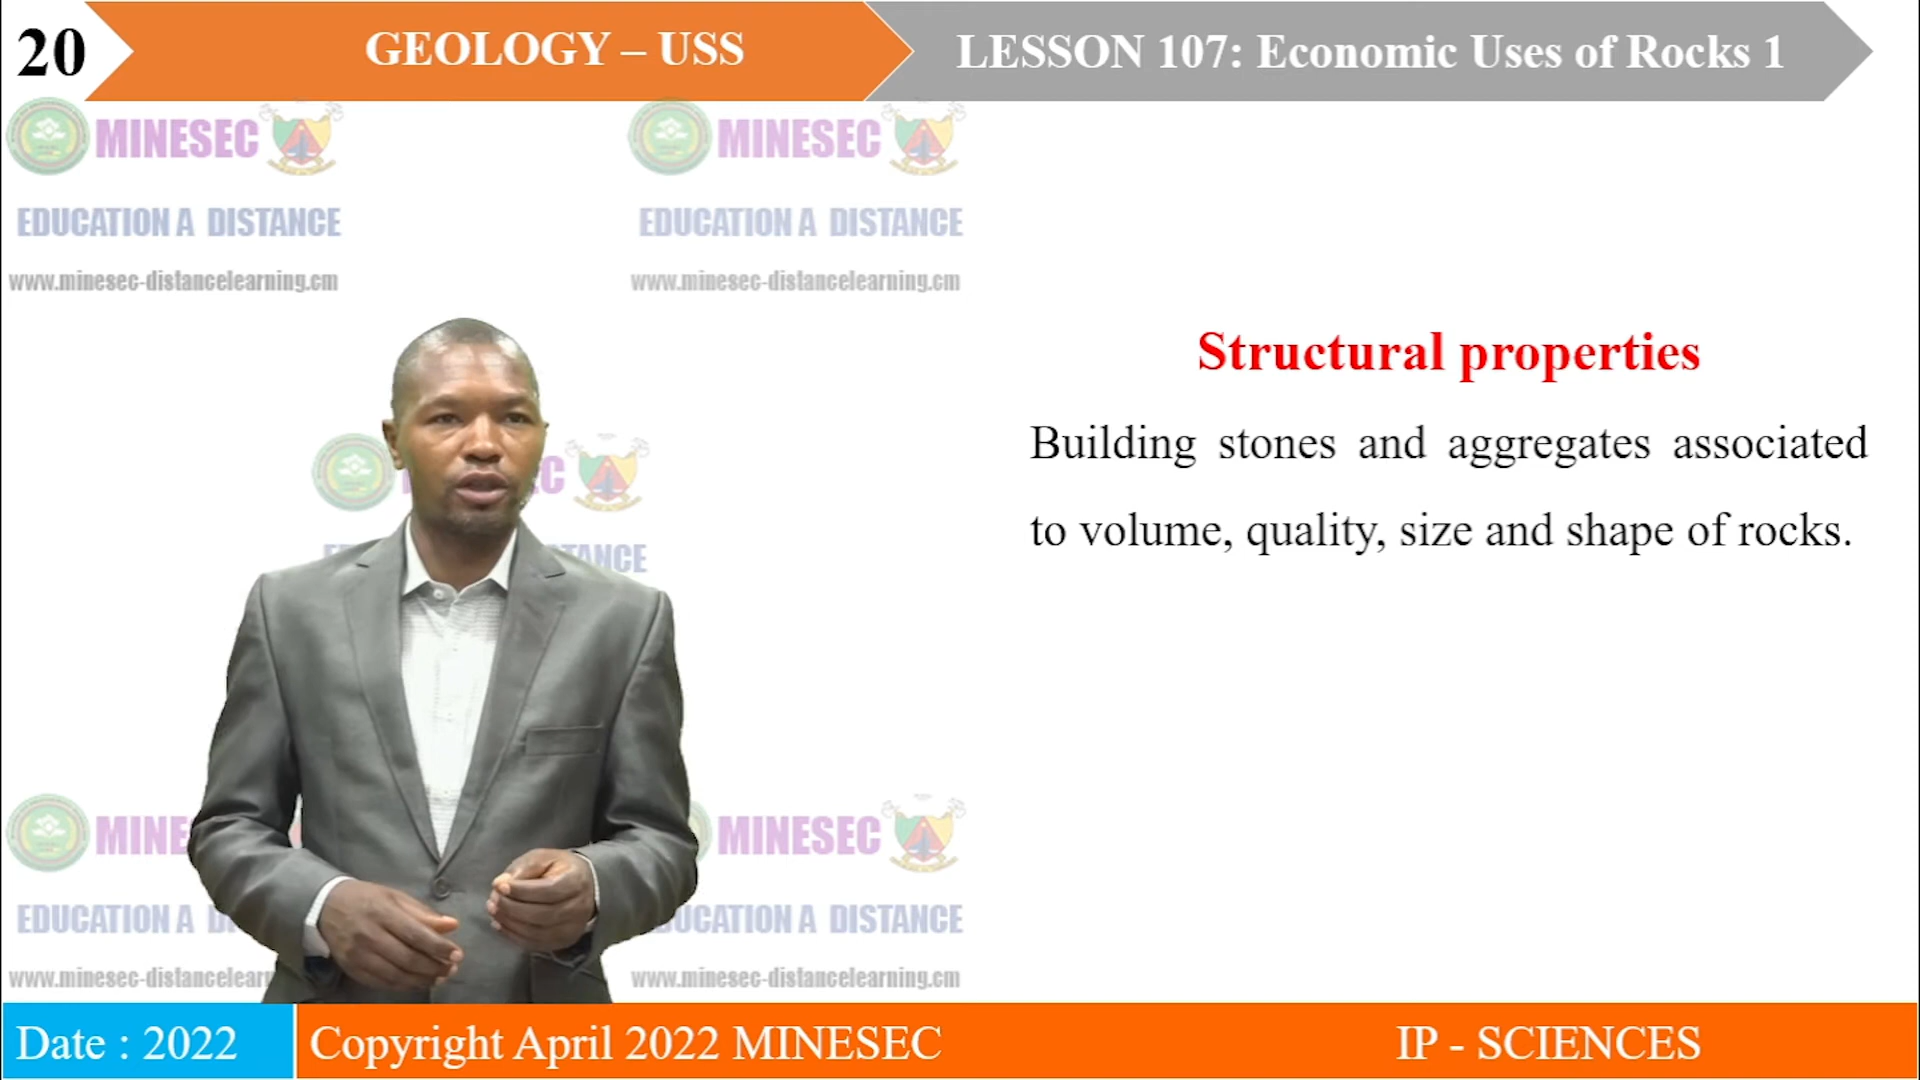 20
GEOLOGY – USS
LESSON 107: Economic Uses of Rocks 1
MINESEC
MINESEC
EDUCATION A DISTANCE
EDUCATION A DISTANCE
www.minesec-distancelearning.cm
www.minesec-distancelearning.cm
Structural properties
Building stones and aggregates associated
to volume, quality, size and shape of rocks.
MINESEC
EDUCATION A DISTANCE
www.minesec-distancelearning.cm
Date : 2022
Copyright April 2022 MINESEC
IP - SCIENCES